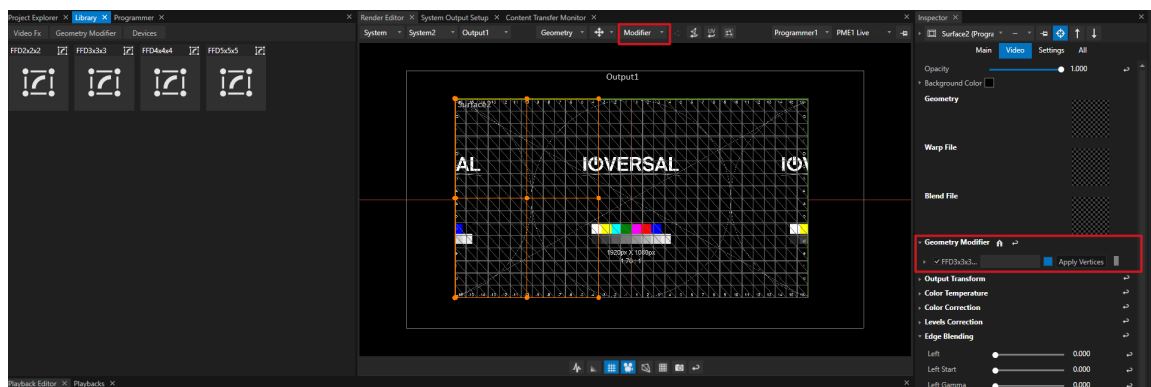 Project Explorer × Library × Programmer ×
Video Fx Geometry Modifier Devices
FFD2x2x2 FFD3x3x3 FFD4x4x4 FFD5x5x5
Playback Editor × Playbacks ×
Render Editor × System Output Setup × Content Transfer Monitor ×
System System2 Output1 Geometry Modifier Programmer1 PME1 Live
Output1
Surface2
AL IOVERSAL IOV
1920px X 1080px
Inspector ×
Surface2 (Progra
Main Video Settings All
Opacity 1.000
Background Color
Geometry
Warp File
Blend File
Geometry Modifier
FFD3x3x3... Apply Vertices
Output Transform
Color Temperature
Color Correction
Levels Correction
Edge Blending
Left 0.000
Left Start 0.000
Left Gamma 0.000